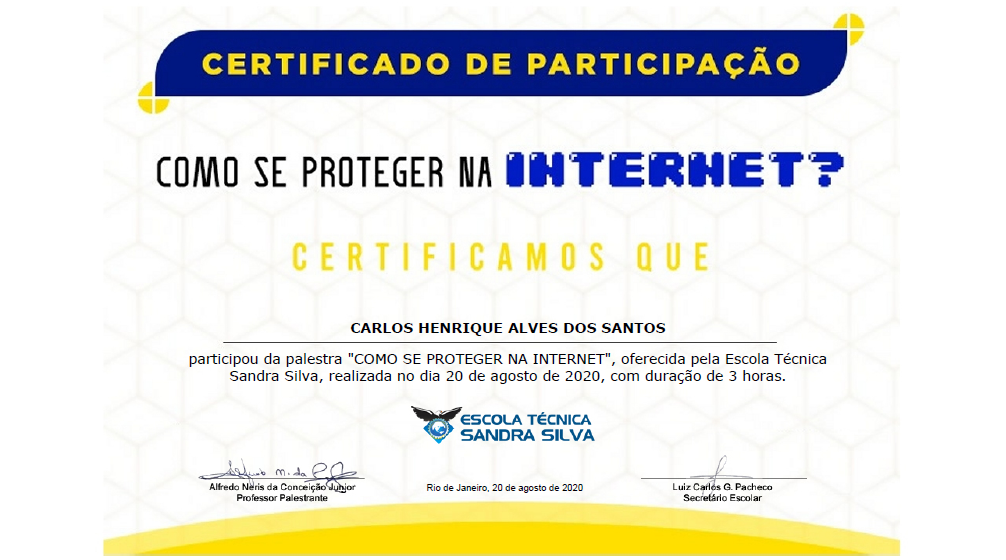 CERTIFICADO DE PARTICIPAÇÃO
COMO SE PROTEGER NA INTERNET?
CERTIFICAMOS QUE
CARLOS HENRIQUE ALVES DOS SANTOS
participou da palestra "COMO SE PROTEGER NA INTERNET", oferecida pela Escola Técnica
Sandra Silva, realizada no dia 20 de agosto de 2020, com duração de 3 horas.
ESCOLA TÉCNICA
SANDRA SILVA
Alfredo Neris da Conceição Junior
Professor Palestrante
Rio de Janeiro, 20 de agosto de 2020
Luiz Carlos G. Pacheco
Secretário Escolar